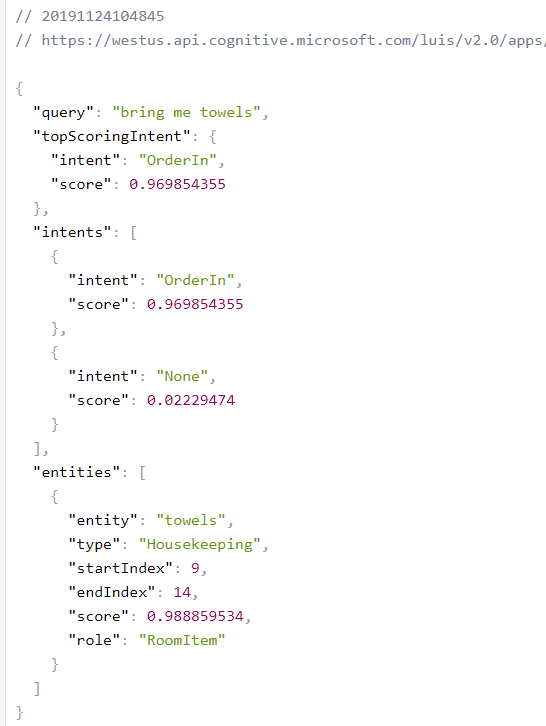 // 20191124104845
// https://westus.api.cognitive.microsoft.com/luis/v2.0/apps/
{
"query": "bring me towels",
"topScoringIntent": {
"intent": "OrderIn",
"score": 0.969854355
},
"intents": [
{
"intent": "OrderIn",
"score": 0.969854355
},
{
"intent": "None",
"score": 0.02229474
}
],
"entities": [
{
"entity": "towels",
"type": "Housekeeping",
"startIndex": 9,
"endIndex": 14,
"score": 0.988859534,
"role": "RoomItem"
}
]
}